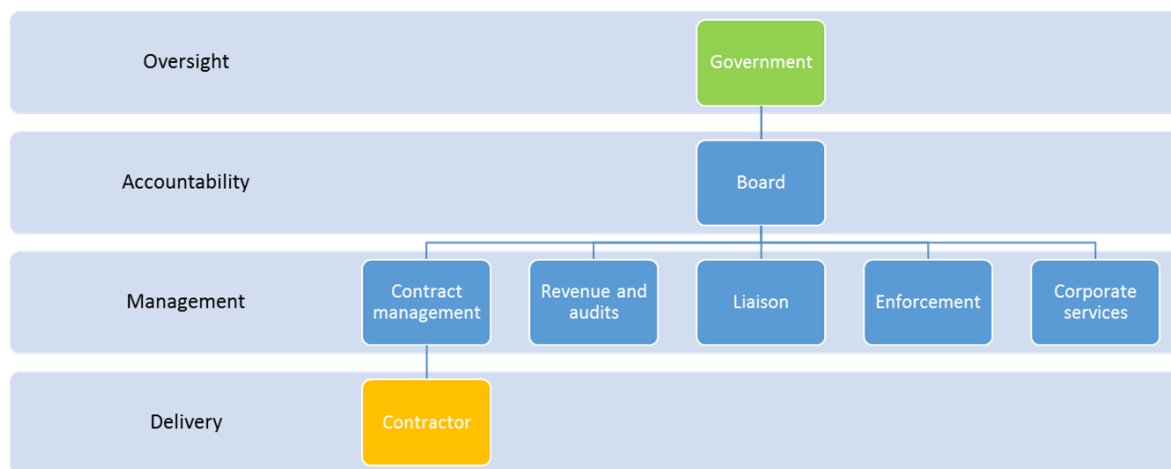 Oversight
Government
Accountability
Board
Management
Contract
management
Revenue and
audits
Liaison
Enforcement
Corporate
services
Delivery
Contractor